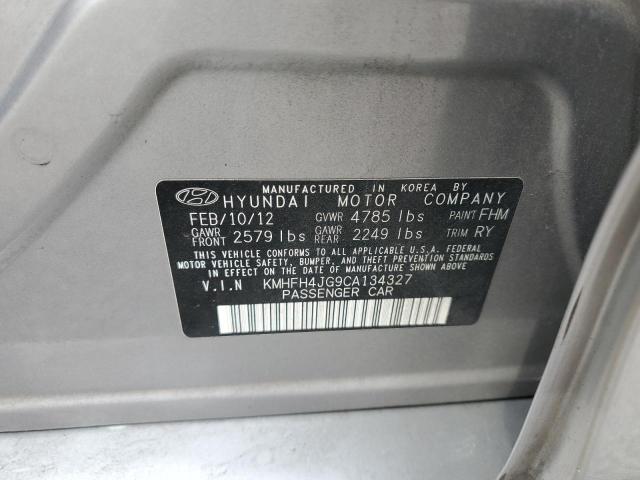 MANUFACTURED IN KOREA BY
HYUNDAI MOTOR COMPANY
FEB/10/12 GVWR 4785 lbs PAINT FHM
GAWR FRONT 2579 lbs GAWR REAR 2249 lbs TRIM RY
THIS VEHICLE CONFORMS TO ALL APPLICABLE U.S.A. FEDERAL
MOTOR VEHICLE SAFETY, BUMPER, AND THEFT PREVENTION STANDARDS
IN EFFECT ON THE DATE OF MANUFACTURE SHOWN ABOVE.
V.I.N KMHFH4JG9CA134327
PASSENGER CAR